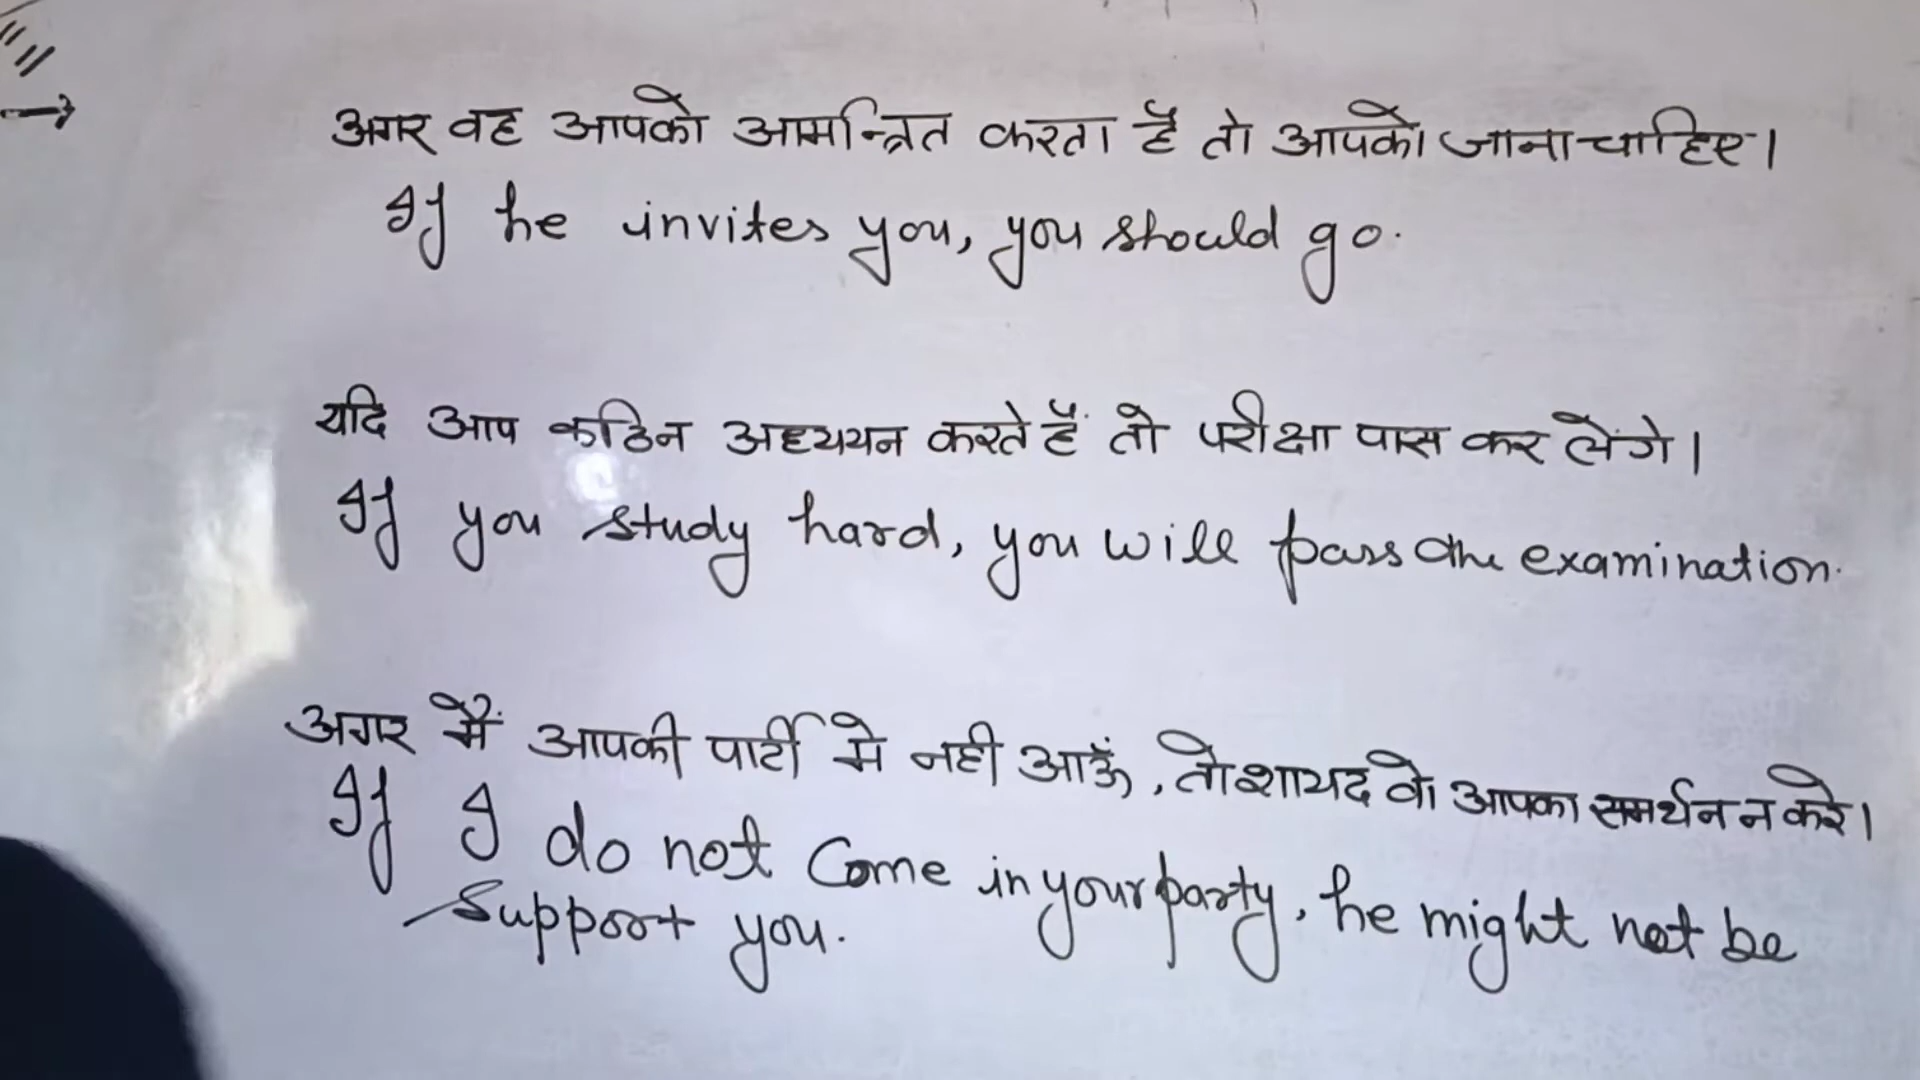 अगर वह आपको आमन्त्रित करता है तो आपको जाना चाहिए।
If he invites you, you should go.
यदि आप कठिन अध्ययन करते हैं तो परीक्षा पास कर लेंगे।
If you study hard, you will pass the examination.
अगर मैं आपकी पार्टी मे नही आऊँ, तो शायद वो आपका समर्थन न करे।
If I do not Come in your party, he might not be
Support you.